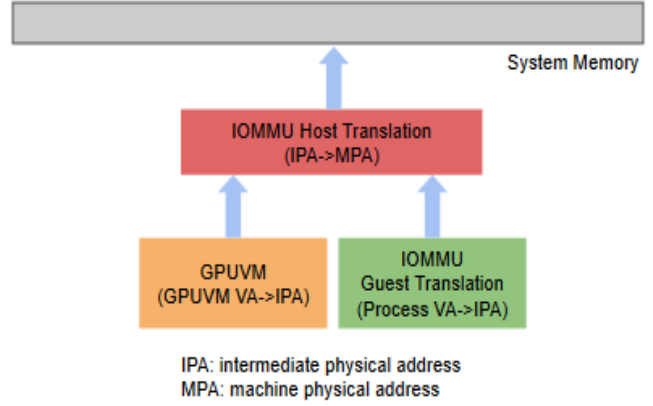 System Memory
IOMMU Host Translation
(IPA->MPA)
GPUVM
(GPUVM VA->IPA)
IOMMU
Guest Translation
(Process VA->IPA)
IPA: intermediate physical address
MPA: machine physical address